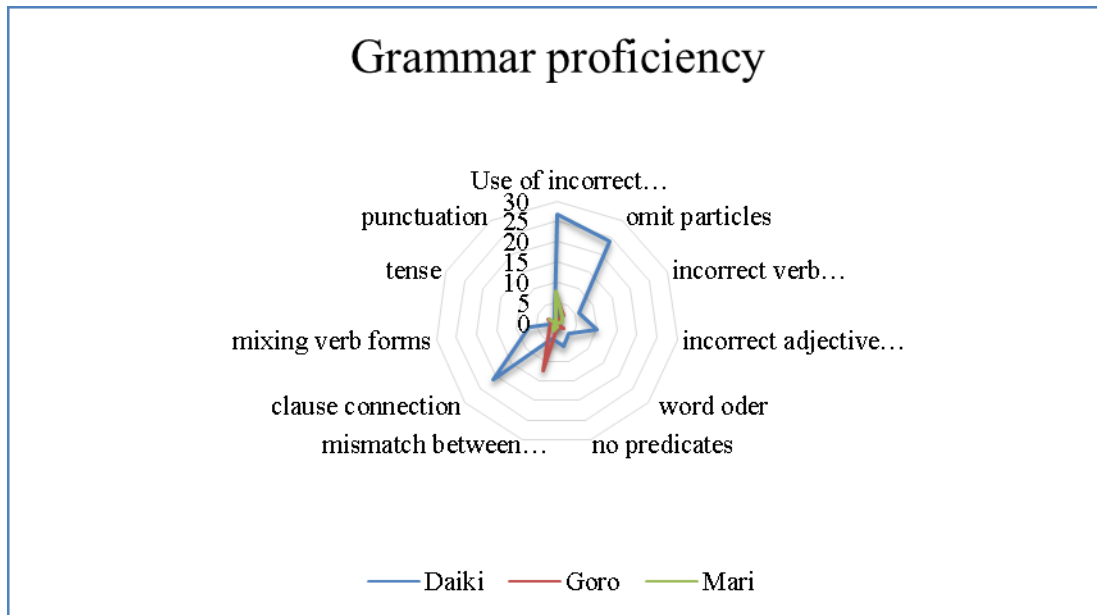 Grammar proficiency
Use of incorrect…
30
25
20
15
10
5
0
omit particles
incorrect verb…
incorrect adjective…
word oder
no predicates
mismatch between…
clause connection
mixing verb forms
tense
punctuation
Daiki
Goro
Mari